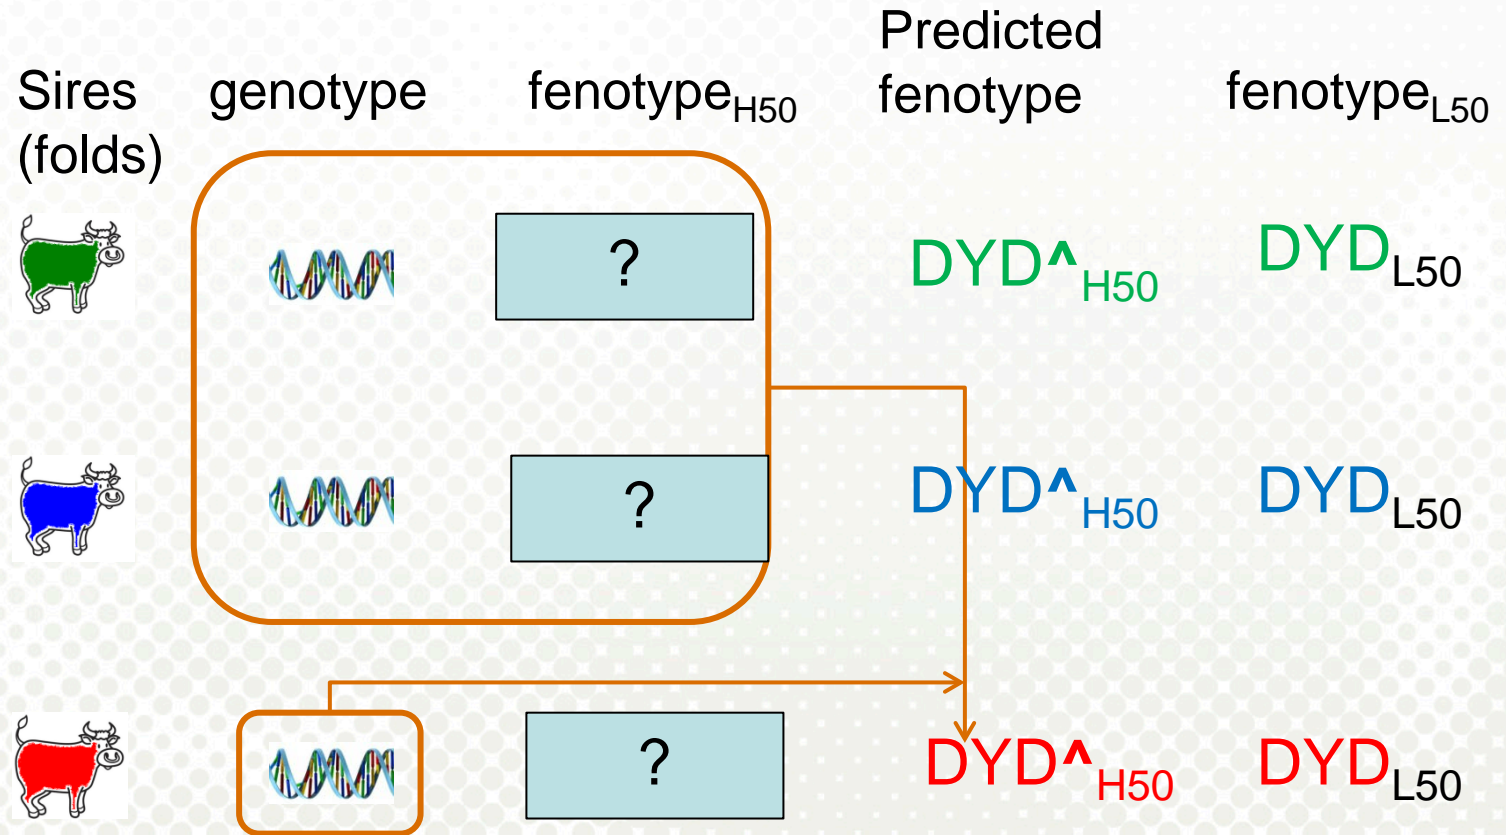 Sires (folds)
genotype
fenotypeH50
Predicted fenotype
fenotypeL50
?
DYD^H50
DYDL50
?
DYD^H50
DYDL50
?
DYD^H50
DYDL50